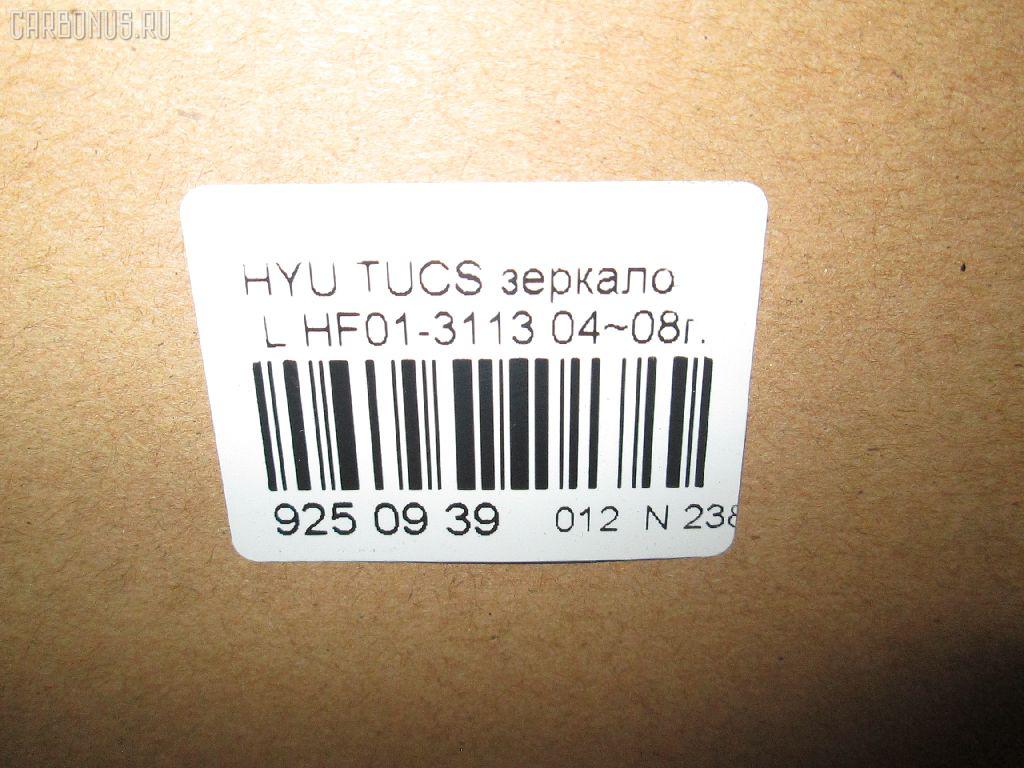 CARBONUS.RU
HYU TUCS зеркало
L HF01-3113 04~08г.
925 09 39 012 N 238